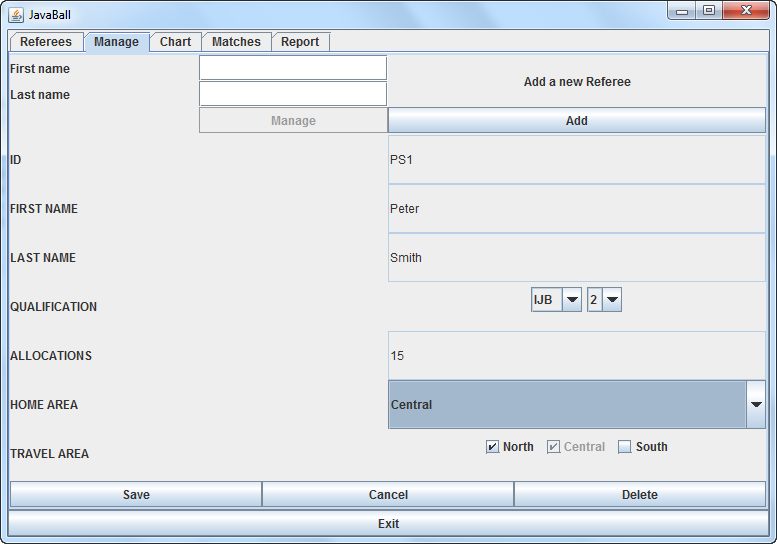 JavaBall
Referees Manage Chart Matches Report
First name
Add a new Referee
Last name
Manage Add
ID PS1
FIRST NAME Peter
LAST NAME Smith
QUALIFICATION IJB 2
ALLOCATIONS 15
HOME AREA Central
TRAVEL AREA North Central South
Save Cancel Delete
Exit